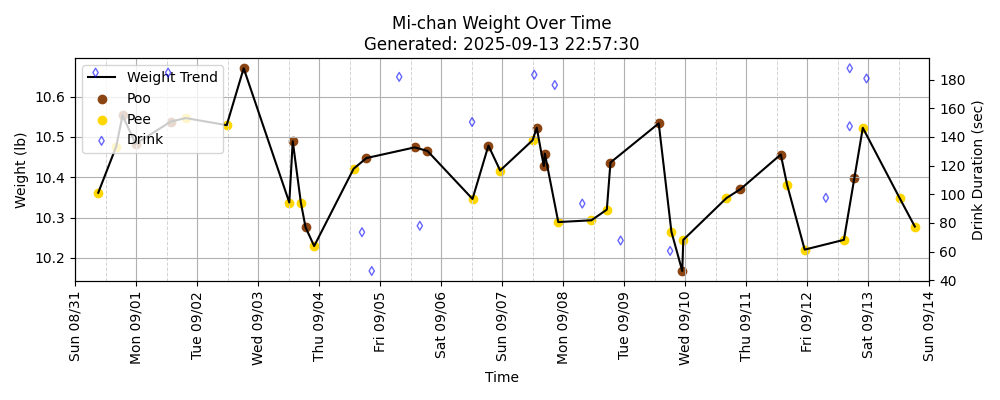 Mi-chan Weight Over Time
Generated: 2025-09-13 22:57:30
Weight Trend
Poo
Pee
Drink
Weight (lb)
10.6
10.5
10.4
10.3
10.2
Drink Duration (sec)
180
160
140
120
100
80
60
40
Sun 08/31
Mon 09/01
Tue 09/02
Wed 09/03
Thu 09/04
Fri 09/05
Sat 09/06
Sun 09/07
Mon 09/08
Tue 09/09
Wed 09/10
Thu 09/11
Fri 09/12
Sat 09/13
Sun 09/14
Time